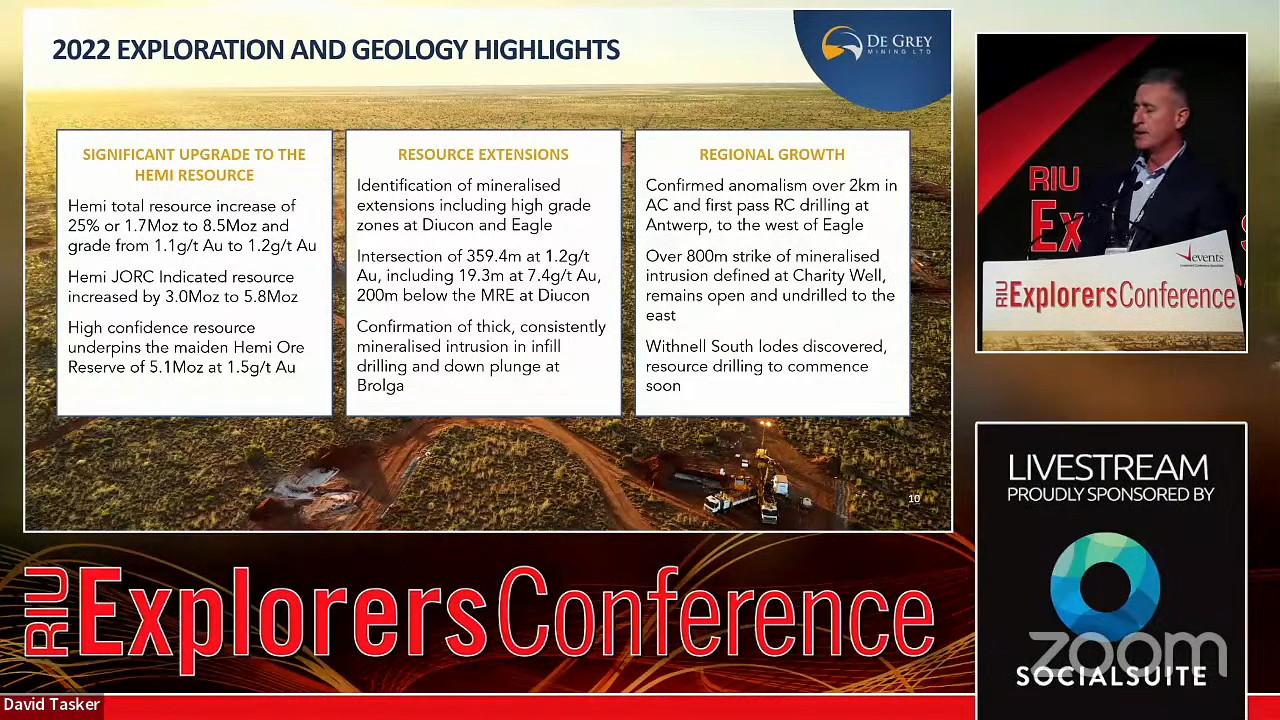 2022 EXPLORATION AND GEOLOGY HIGHLIGHTS
DE GREY
MINING LTD
SIGNIFICANT UPGRADE TO THE
HEMI RESOURCE
Hemi total resource increase of
25% or 1.7Moz to 8.5Moz and
grade from 1.1g/t Au to 1.2g/t Au
Hemi JORC Indicated resource
increased by 3.0Moz to 5.8Moz
High confidence resource
underpins the maiden Hemi Ore
Reserve of 5.1Moz at 1.5g/t Au
RESOURCE EXTENSIONS
Identification of mineralised
extensions including high grade
zones at Diucon and Eagle
Intersection of 359.4m at 1.2g/t
Au, including 19.3m at 7.4g/t Au,
200m below the MRE at Diucon
Confirmation of thick, consistently
mineralised intrusion in infill
drilling and down plunge at
Brolga
REGIONAL GROWTH
Confirmed anomalism over 2km in
AC and first pass RC drilling at
Antwerp, to the west of Eagle
Over 800m strike of mineralised
intrusion defined at Charity Well,
remains open and undrilled to the
east
Withnell South lodes discovered,
resource drilling to commence
soon
10
RIU
Ex
S
events
RIU ExplorersConference
LIVESTREAM
PROUDLY SPONSORED BY
zoom
SOCIALSUITE
RIU ExplorersConference
David Tasker